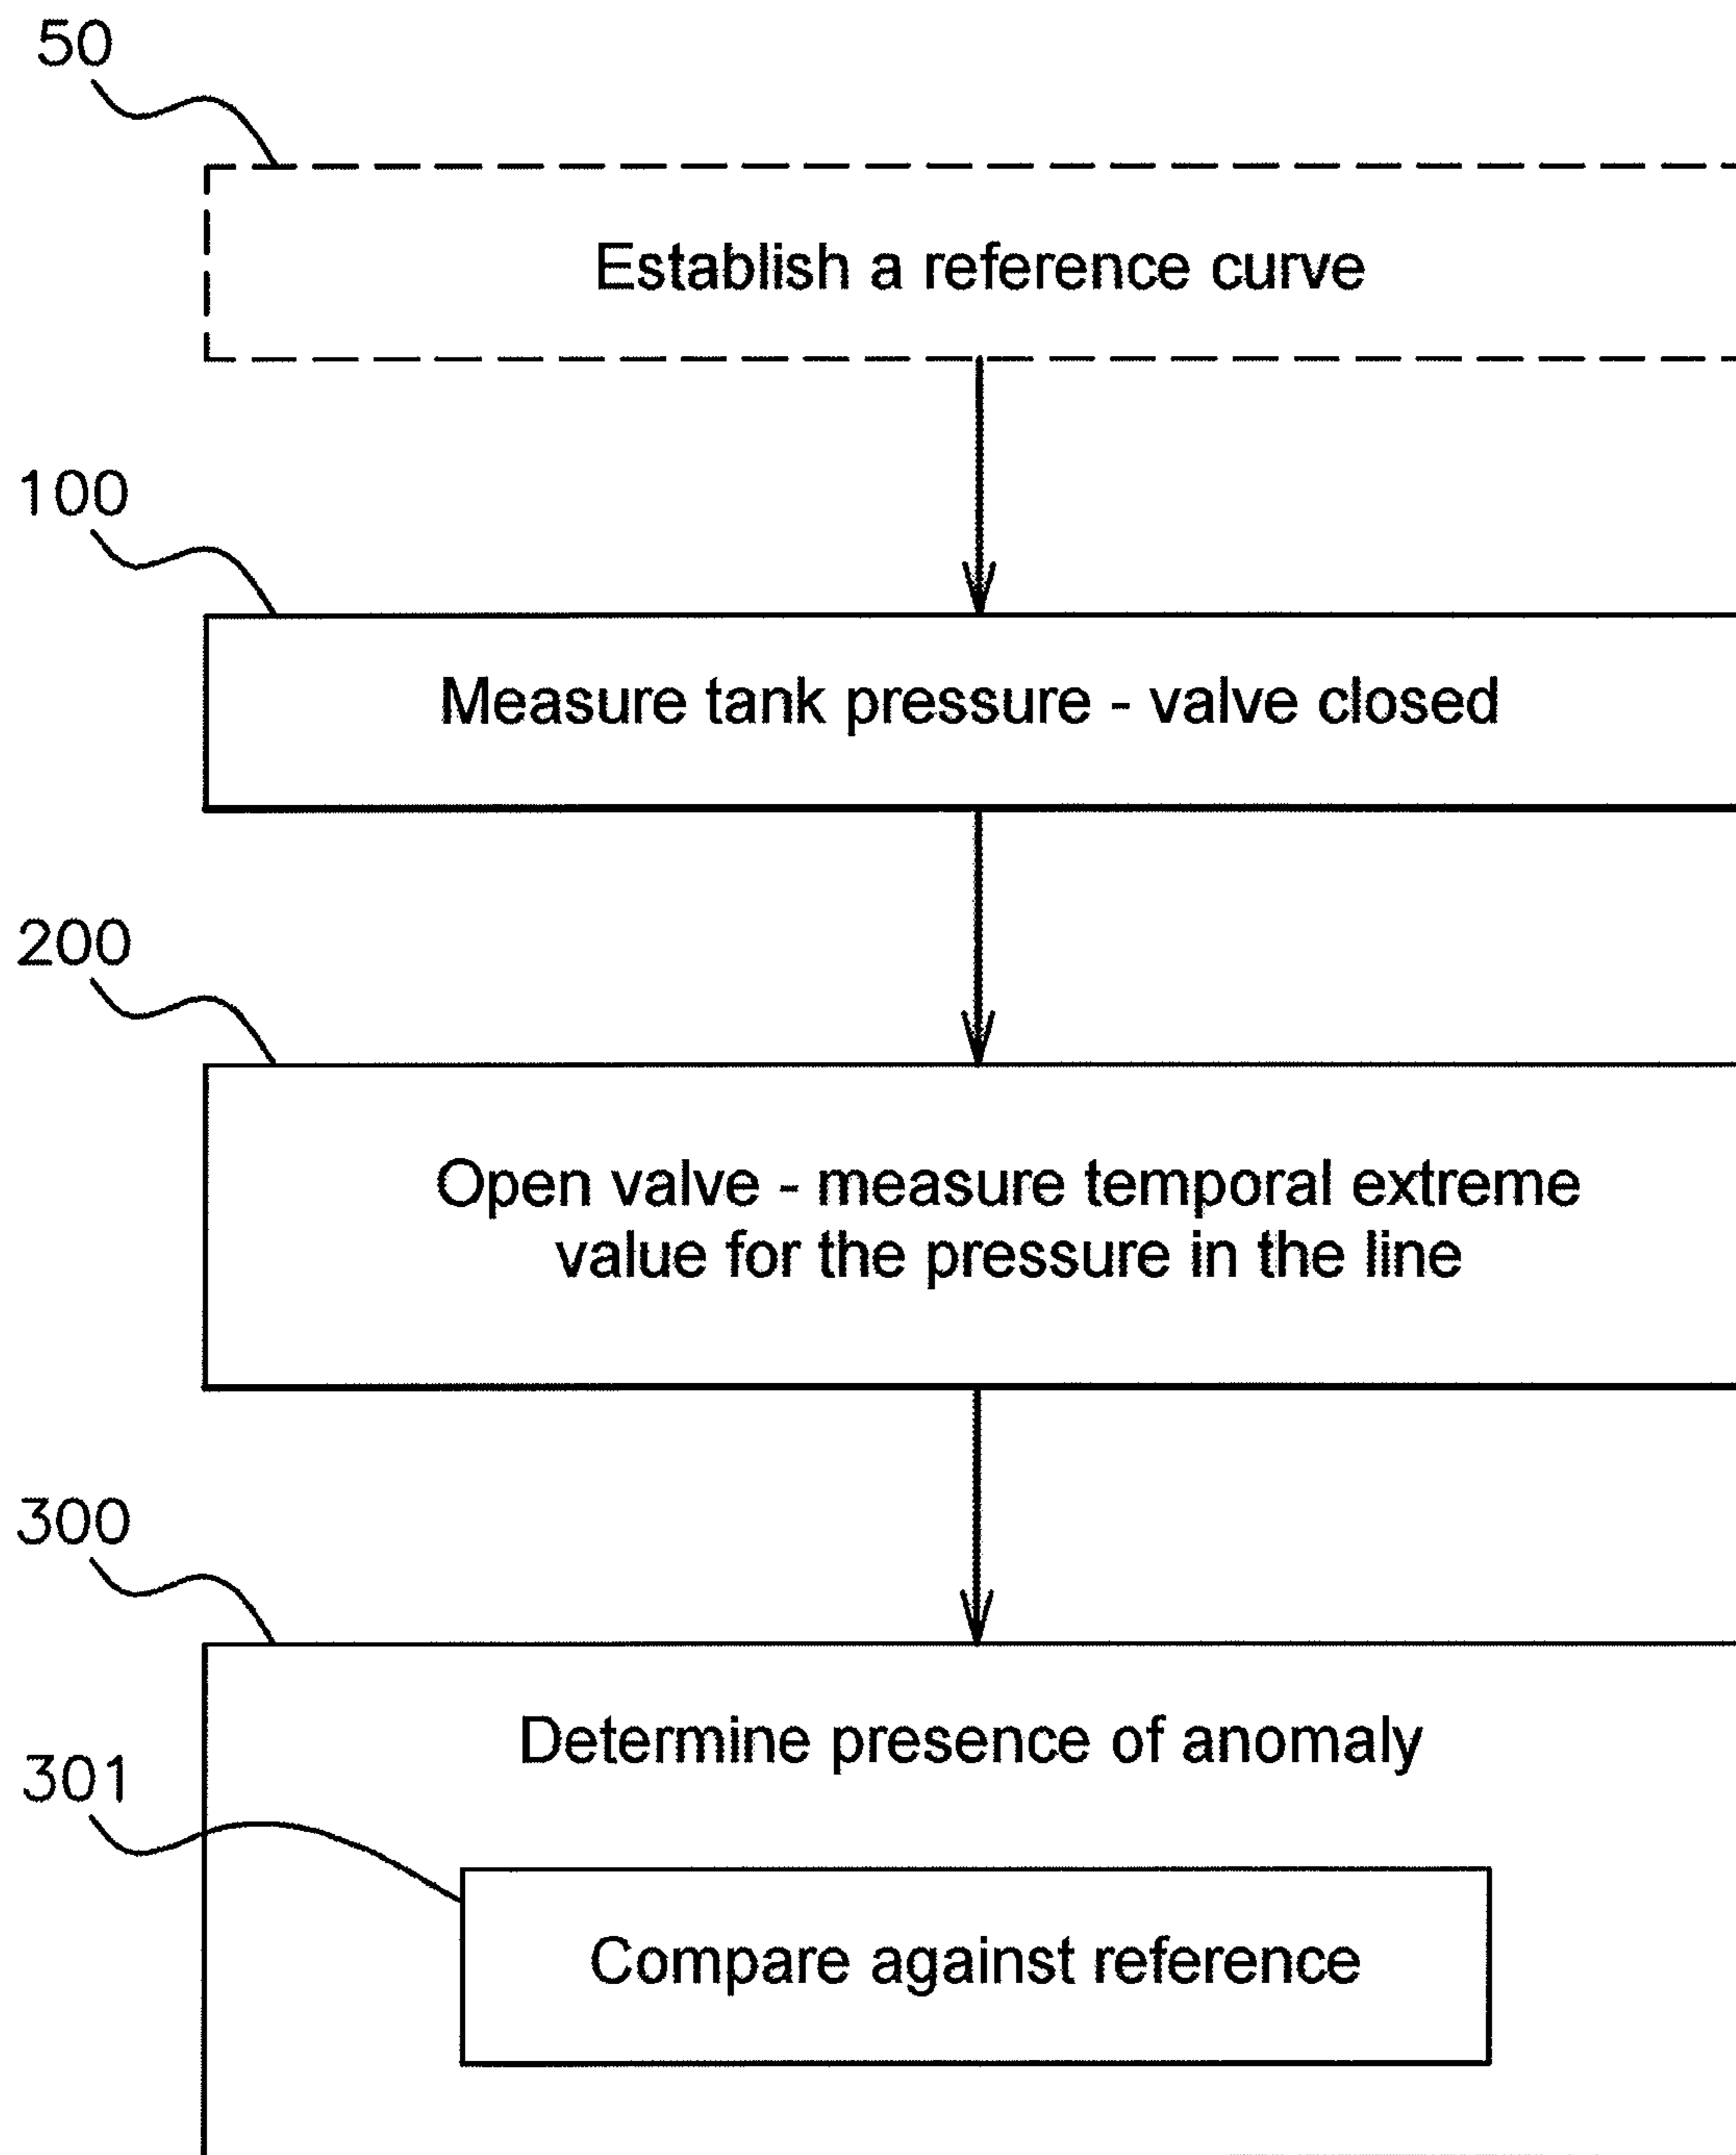 50
Establish a reference curve
100
Measure tank pressure - valve closed
200
Open valve - measure temporal extreme
value for the pressure in the line
300
Determine presence of anomaly
301
Compare against reference